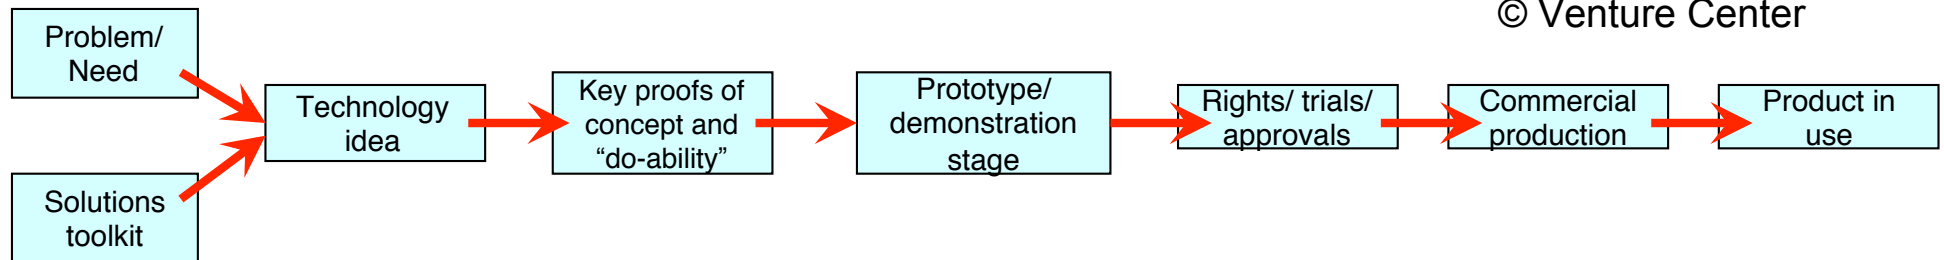 © Venture Center
Problem/
Need
Solutions
toolkit
Technology
idea
Key proofs of
concept and
“do-ability”
Prototype/
demonstration
stage
Rights/ trials/
approvals
Commercial
production
Product in
use